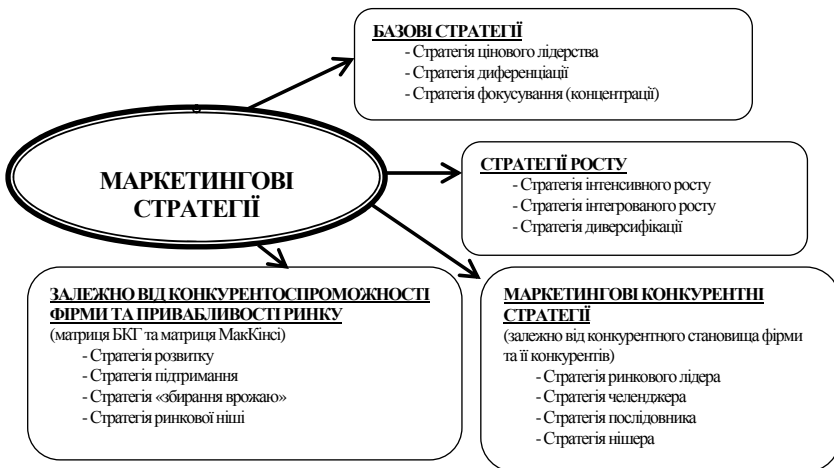 БАЗОВІ СТРАТЕГІЇ
- Стратегія цінового лідерства
- Стратегія диференціації
- Стратегія фокусування (концентрації)
МАРКЕТИНГОВІ
СТРАТЕГІЇ
СТРАТЕГІЇ РОСТУ
- Стратегія інтенсивного росту
- Стратегія інтегрованого росту
- Стратегія диверсифікації
ЗАЛЕЖНО ВІД КОНКУРЕНТОСПРОМОЖНОСТІ
ФІРМИ ТА ПРИВАБЛИВОСТІ РИНКУ
(матриця БКГ та матриця МакКінсі)
- Стратегія розвитку
- Стратегія підтримання
- Стратегія «збирання врожаю»
- Стратегія ринкової ніші
МАРКЕТИНГОВІ КОНКУРЕНТНІ
СТРАТЕГІЇ
(залежно від конкурентного становища фірми
та її конкурентів)
- Стратегія ринкового лідера
- Стратегія челенджера
- Стратегія послідовника
- Стратегія нішера